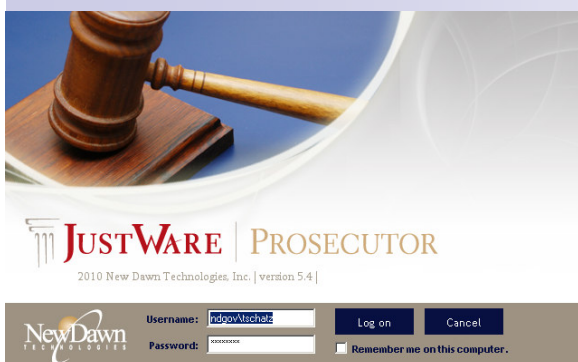 JUSTWARE | PROSECUTOR
2010 New Dawn Technologies, Inc. | version 5.4 |
Username: ndgov\tschatz Log on Cancel
NewDawn
TECHNOLOGIES
Password: xxxxxxxx Remember me on this computer.